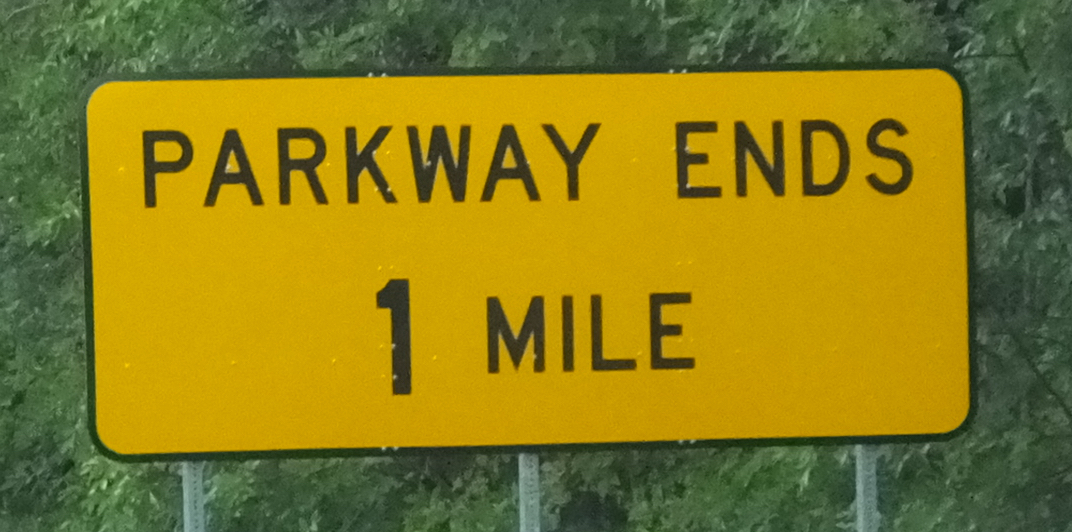 PARKWAY ENDS
1 MILE